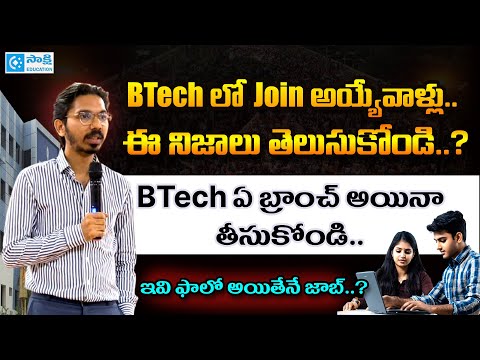 సాక్షి
EDUCATION
BTech లో Join అయ్యేవాళ్లు..
ఈ నిజాలు తెలుసుకోండి..?
BTech ఏ బ్రాంచ్ అయినా
తీసుకోండి..
ఇవి ఫాలో అయితేనే జాబ్..?